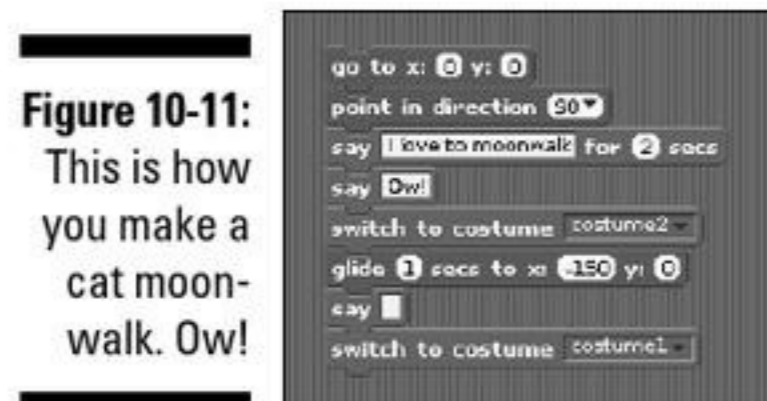 Figure 10-11:
This is how
you make a
cat moon-
walk. Ow!
go to x: 0 y: 0
point in direction 90
say I love to moonwalk for 2 secs
say Ow!
switch to costume costume2
glide 1 secs to x: -150 y: 0
say
switch to costume costume1